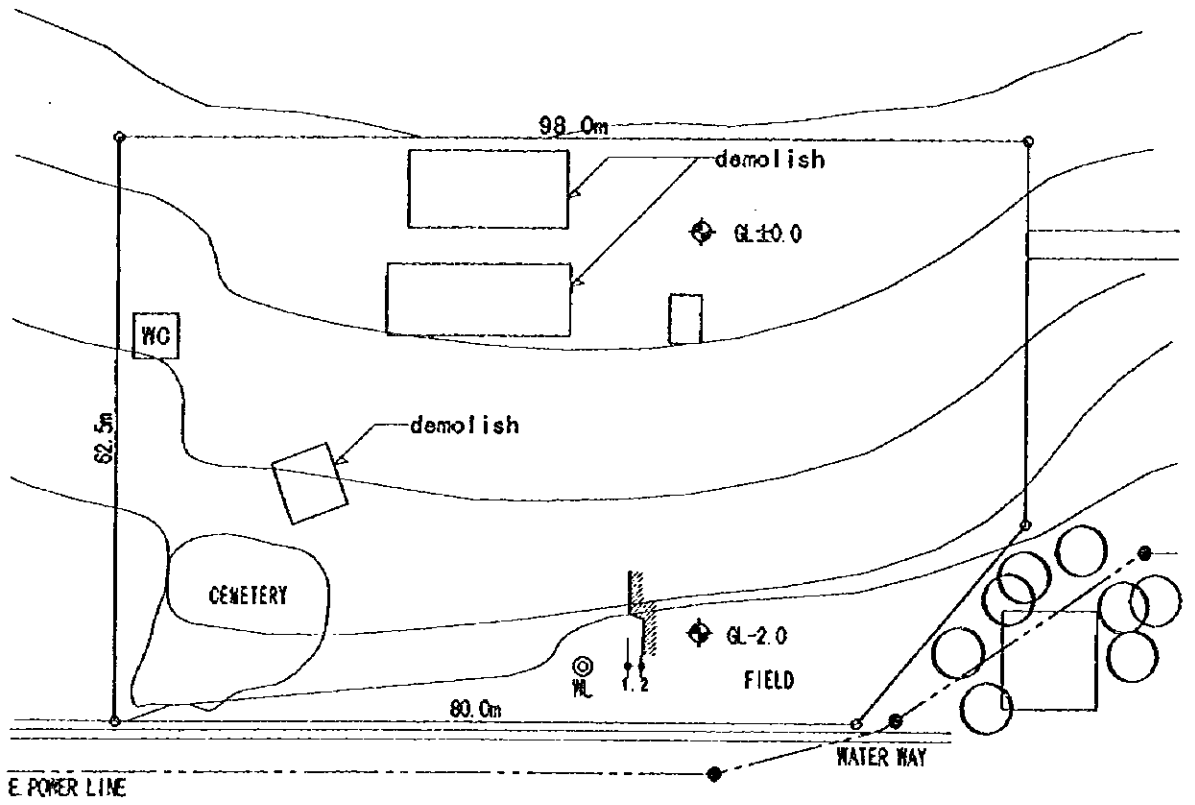 98.0m
demolish
GL±0.0
WC
62.5m
demolish
CEMETERY
GL-2.0
WL
1.2
FIELD
80.0m
WATER WAY
E.POWER LINE